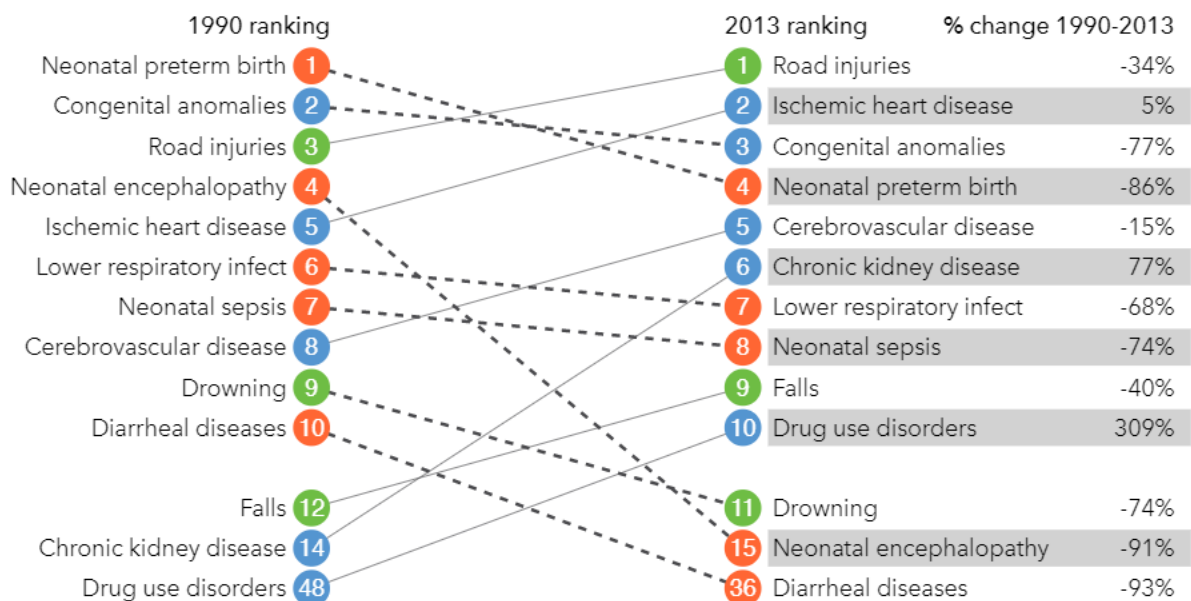 1990 ranking 2013 ranking % change 1990-2013
Neonatal preterm birth 1 1 Road injuries -34%
Congenital anomalies 2 2 Ischemic heart disease 5%
Road injuries 3 3 Congenital anomalies -77%
Neonatal encephalopathy 4 4 Neonatal preterm birth -86%
Ischemic heart disease 5 5 Cerebrovascular disease -15%
Lower respiratory infect 6 6 Chronic kidney disease 77%
Neonatal sepsis 7 7 Lower respiratory infect -68%
Cerebrovascular disease 8 8 Neonatal sepsis -74%
Drowning 9 9 Falls -40%
Diarrheal diseases 10 10 Drug use disorders 309%
Falls 12 11 Drowning -74%
Chronic kidney disease 14 15 Neonatal encephalopathy -91%
Drug use disorders 48 36 Diarrheal diseases -93%